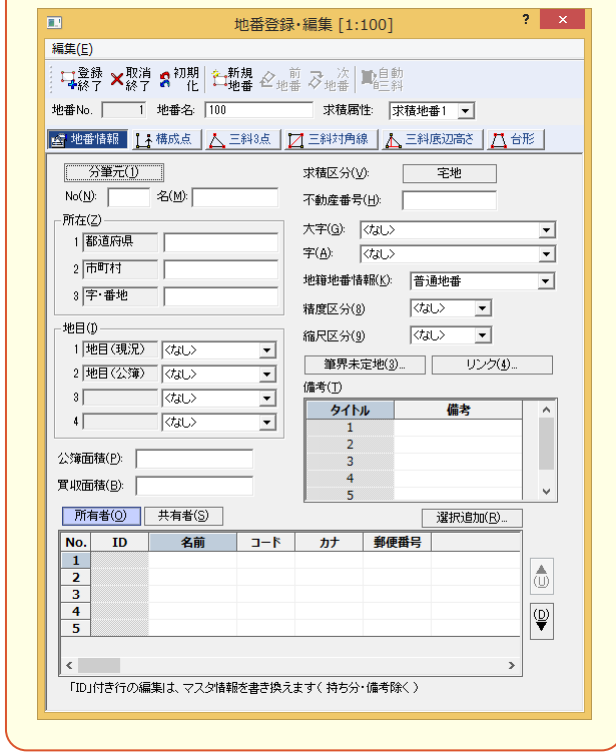 地番登録・編集 [1:100]
? ×
編集(E)
登録終了 取消終了 初期化 新規地番 前地番 次地番 自動三斜
地番No. 1 地番名: 100 求積属性: 求積地番1
地番情報 構成点 三斜3点 三斜対角線 三斜底辺高さ 台形
分筆元(1) 求積区分(V): 宅地
No(N): 名(M): 不動産番号(H):
所在(Z)
1 都道府県
2 市町村
3 字・番地
大字(G): <なし>
字(A): <なし>
地籍地番情報(K): 普通地番
精度区分(8) <なし>
縮尺区分(9) <なし>
地目(J)
1 地目(現況) <なし>
2 地目(公簿) <なし>
3 <なし>
4 <なし>
筆界未定地(3)... リンク(4)...
備考(T)
タイトル 備考
1
2
3
4
5
公簿面積(P):
買収面積(B):
所有者(O) 共有者(S) 選択追加(R)...
No. ID 名前 コード カナ 郵便番号
1
2
3
4
5
(U)
(D)
「ID」付き行の編集は、マスタ情報を書き換えます(持ち分・備考除く)